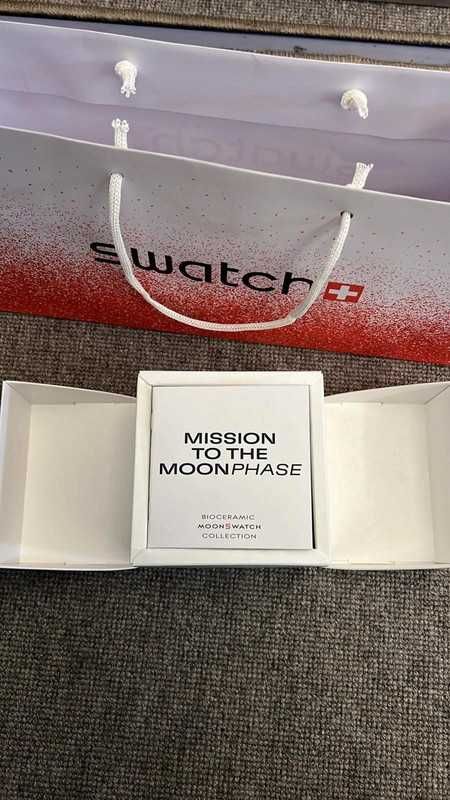 swatch
MISSION
TO THE
MOONPHASE
BIOCERAMIC
MOONSWATCH
COLLECTION